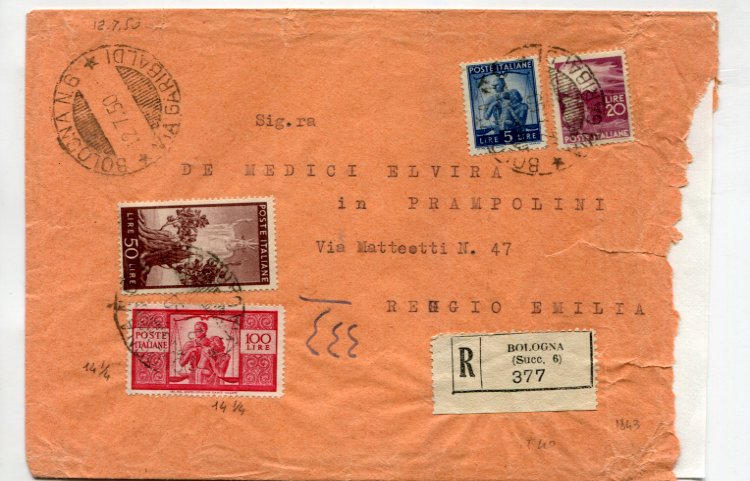 12.7.50
BOLOGNA N.6 ★ VIA GARIBALDI ★
12.7.50
POSTE ITALIANE
LIRE 5 LIRE
LIRE
20
POSTE ITALIANE
Sig.ra
DE MEDICI ELVIRA
in PRAMPOLINI
Via Matteotti N. 47
REGGIO EMILIA
POSTE ITALIANE
LIRE 50 LIRE
POSTE
ITALIANE
100
LIRE
14 1/4
14 1/4
R
BOLOGNA
(Succ. 6)
377